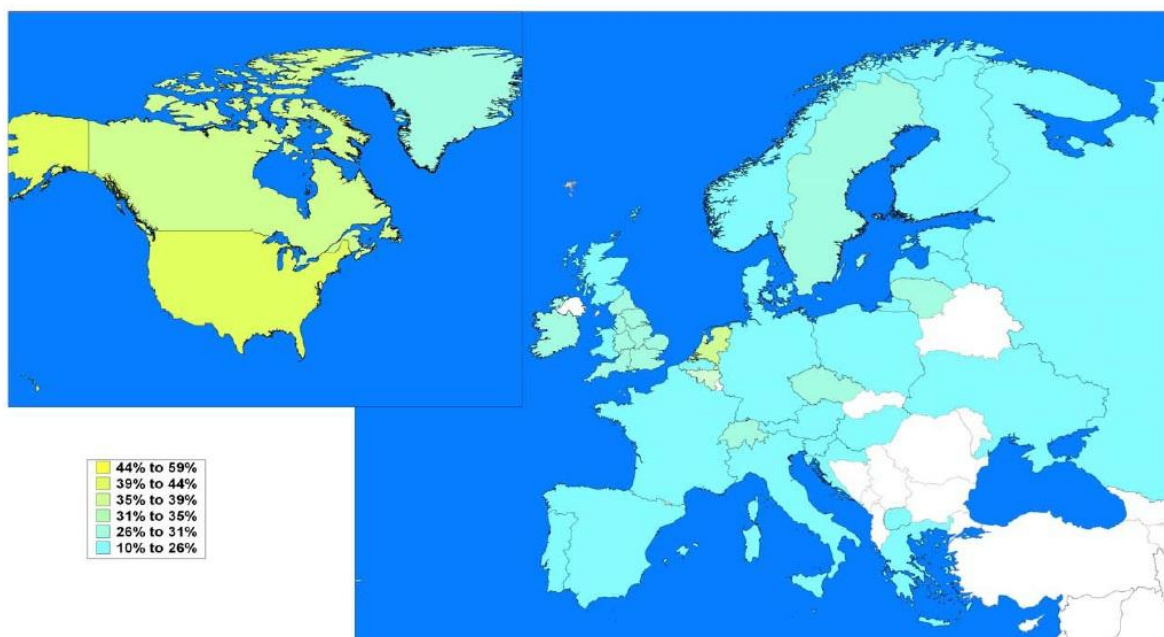 44% to 59%
39% to 44%
35% to 39%
31% to 35%
26% to 31%
10% to 26%